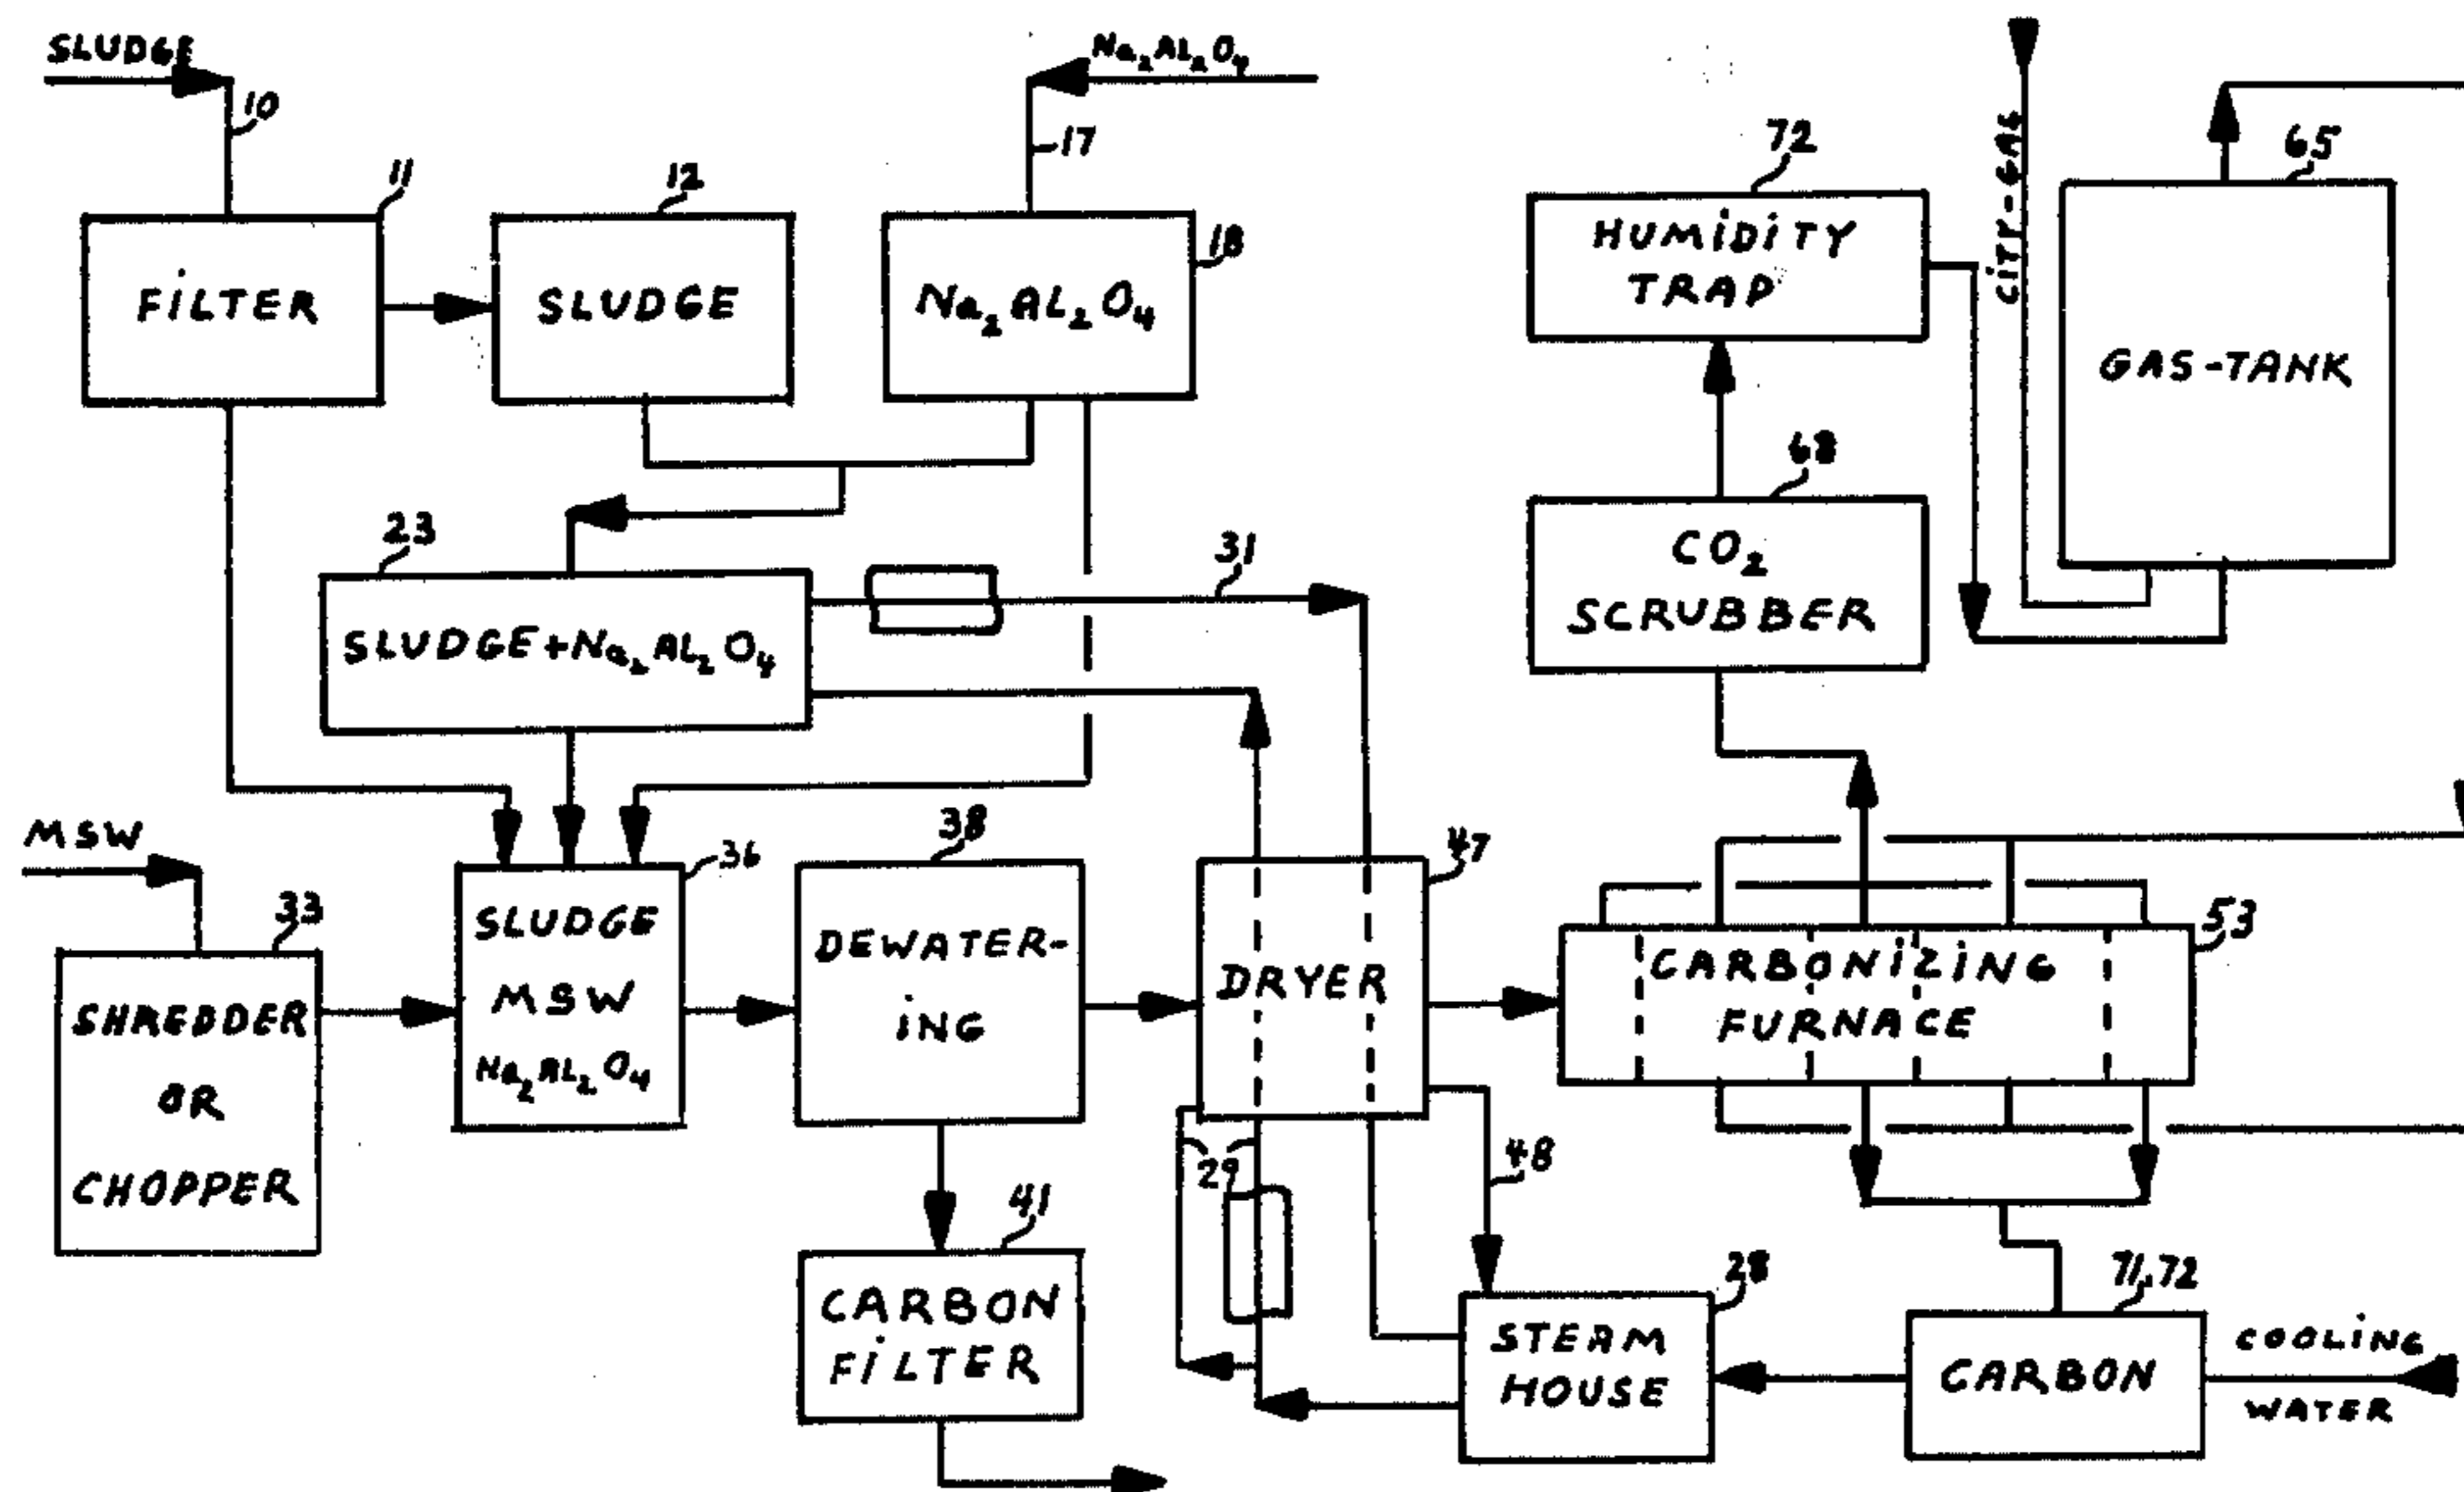 SLUDGE
10
Na₂AL₂O₄
17
11
FiLTER
12
SLUDGE
18
Na₂AL₂O₄
72
HUMiDiTY
TRAP
CiTY-GAS
65
GAS-TANK
68
CO₂
SCRUBBER
23
SLUDGE+Na₂AL₂O₄
31
MSW
33
SHREDDER
OR
CHOPPER
36
SLUDGE
MSW
Na₂AL₂O₄
38
DEWATER-
iNG
47
DRYER
53
CARBONiZiNG
FURNACE
29
48
41
CARBON
FiLTER
28
STEAM
HOUSE
71,72
CARBON
COOLiNG
WATER